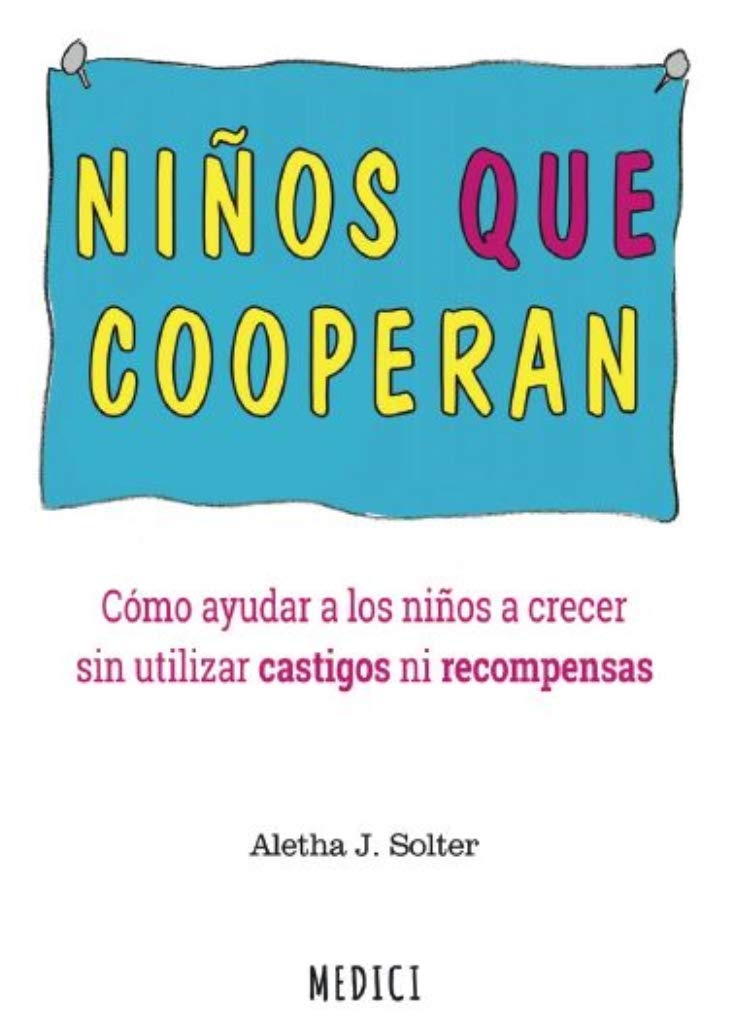 NIÑOS QUE
COOPERAN
Cómo ayudar a los niños a crecer
sin utilizar castigos ni recompensas
Aletha J. Solter
MEDICI